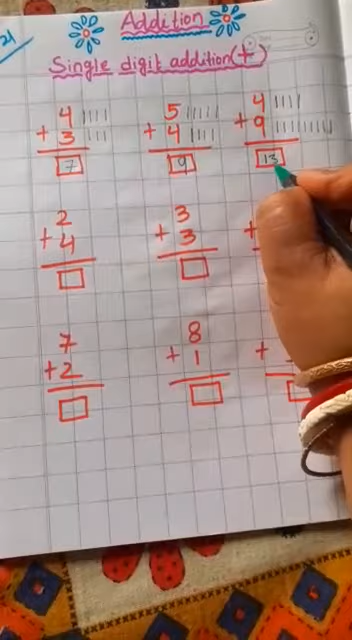 21
Addition
Single digit addition(+)
4 5 4
+ 3 + 4 + 9
7 9 13
2 3
+ 4 + 3 +
7 8
+ 2 + 1 +